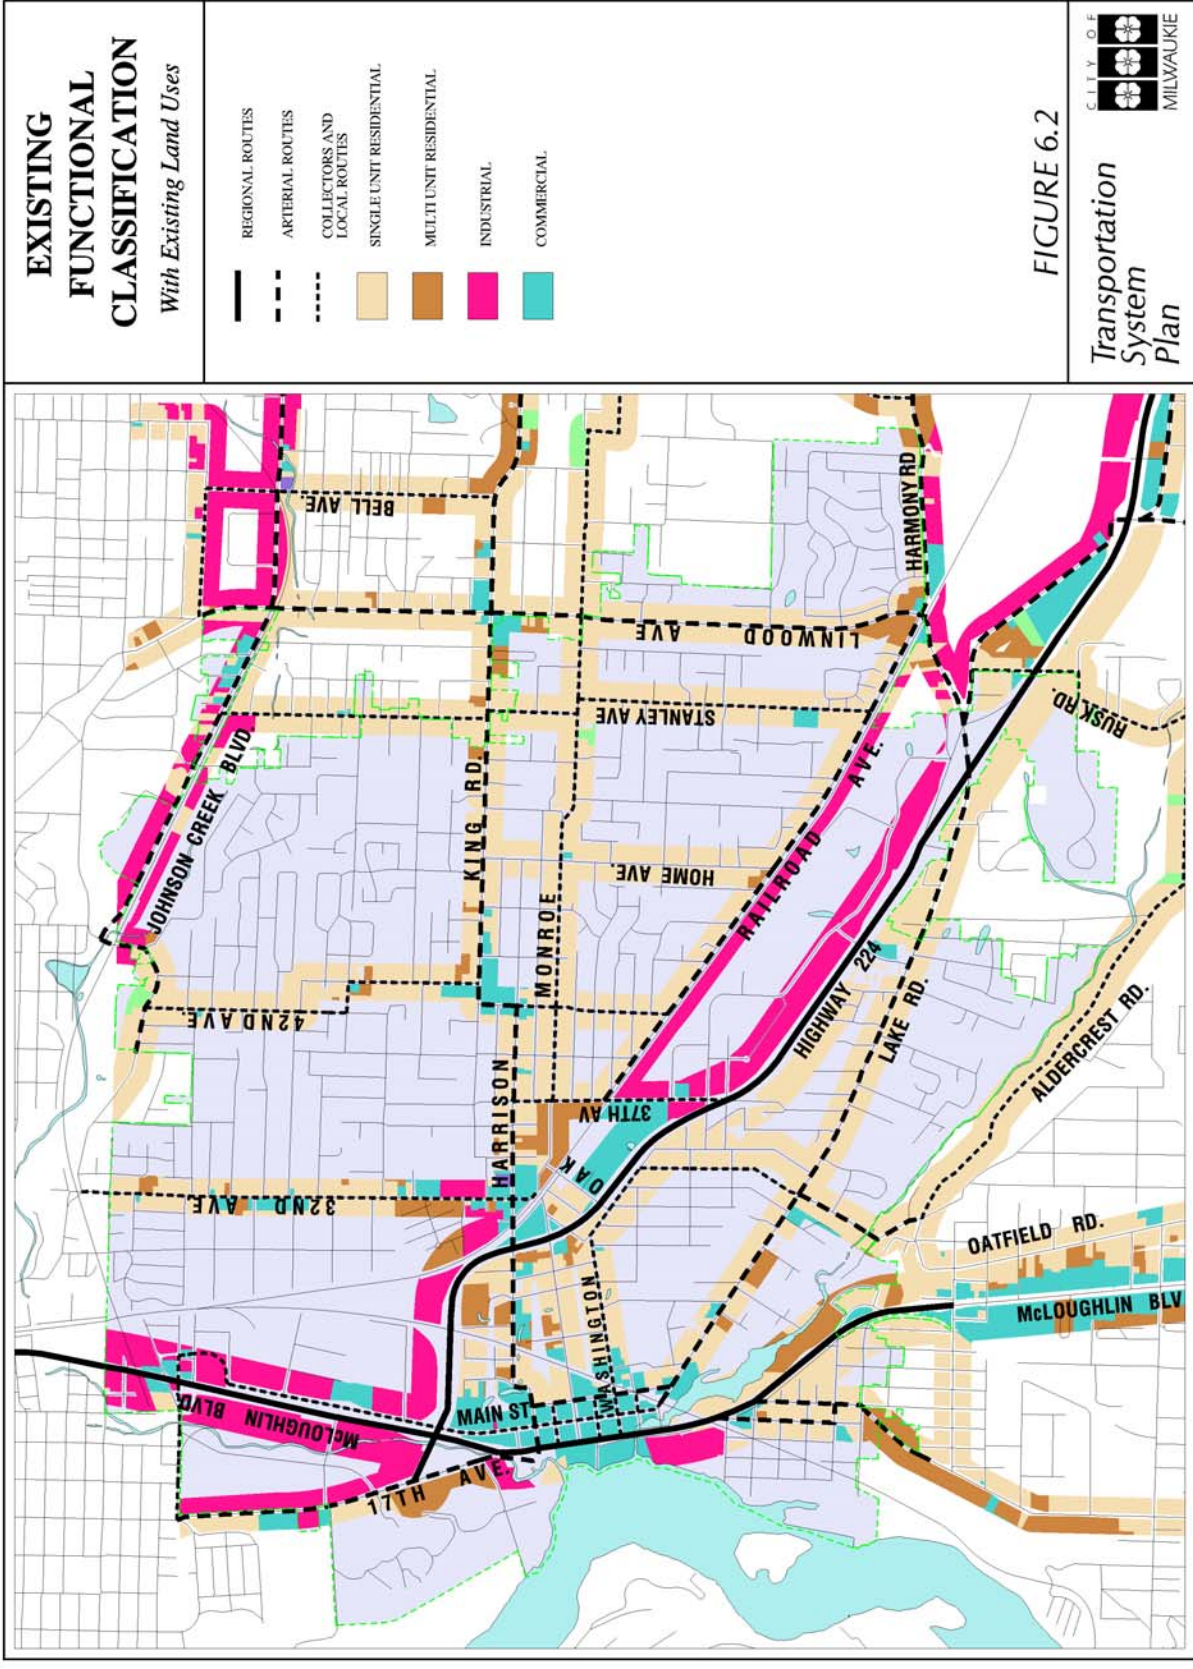 EXISTING
FUNCTIONAL
CLASSIFICATION
With Existing Land Uses
REGIONAL ROUTES
ARTERIAL ROUTES
COLLECTORS AND
LOCAL ROUTES
SINGLE UNIT RESIDENTIAL
MULTI UNIT RESIDENTIAL
INDUSTRIAL
COMMERCIAL
FIGURE 6.2
Transportation
System
Plan
CITY OF
MILWAUKIE
JOHNSON CREEK BLVD.
BELL AVE.
KING RD.
LINWOOD AVE
STANLEY AVE
HARMONY RD
RUSK RD.
RAILROAD AVE.
HOME AVE.
MONROE
42ND AVE
HIGHWAY 224
LAKE RD.
ALDERCREST RD.
HARRISON
37TH AV
OAK
32ND AVE
OATFIELD RD.
McLOUGHLIN BLV
WASHINGTON
MAIN ST
McLOUGHLIN BLVD.
17TH AVE.